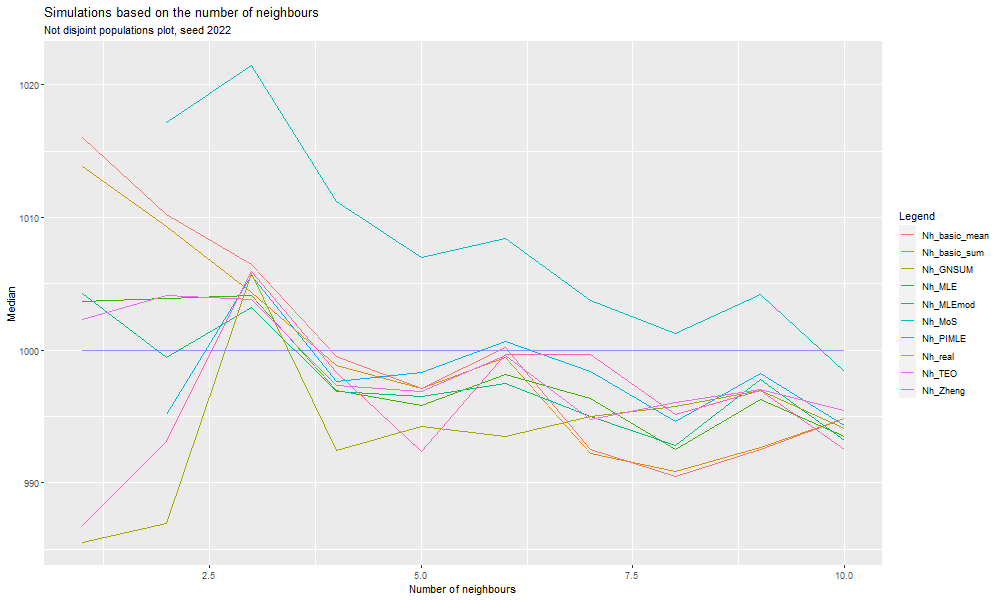 Simulations based on the number of neighbours
Not disjoint populations plot, seed 2022
Median
1020
1010
1000
990
2.5
5.0
7.5
10.0
Number of neighbours
Legend
Nh_basic_mean
Nh_basic_sum
Nh_GNSUM
Nh_MLE
Nh_MLEmod
Nh_MoS
Nh_PIMLE
Nh_real
Nh_TEO
Nh_Zheng